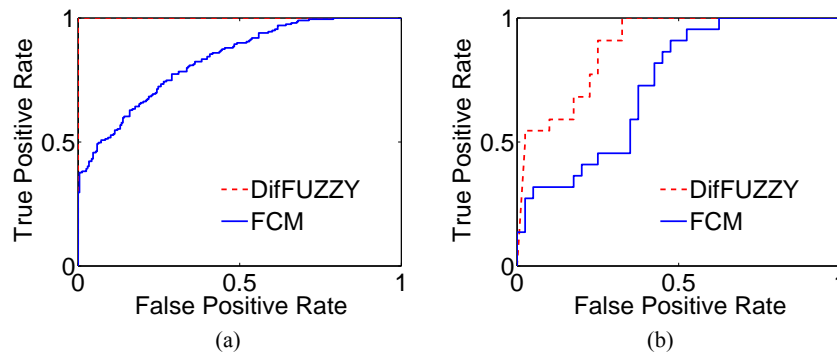 1
True Positive Rate
0.5
0
0
0.5
1
False Positive Rate
DifFUZZY
FCM
(a)
1
True Positive Rate
0.5
0
0
0.5
1
False Positive Rate
DifFUZZY
FCM
(b)